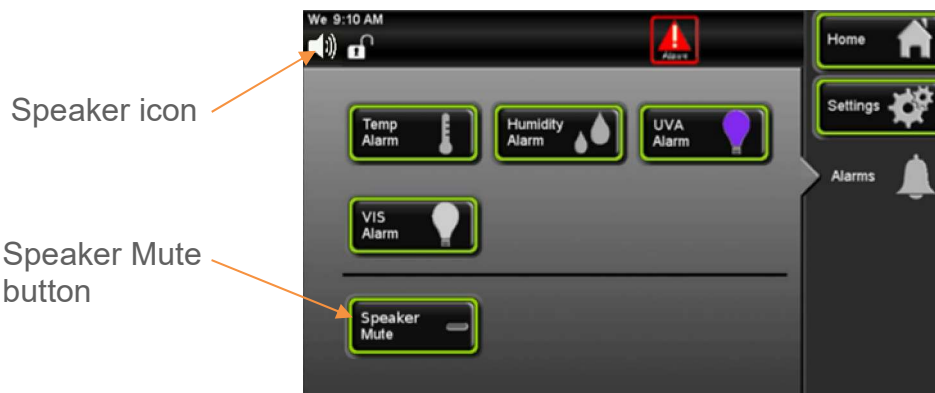 We 9:10 AM
Alarm
Home
Speaker icon
Settings
Temp
Alarm
Humidity
Alarm
UVA
Alarm
Alarms
VIS
Alarm
Speaker Mute
button
Speaker
Mute